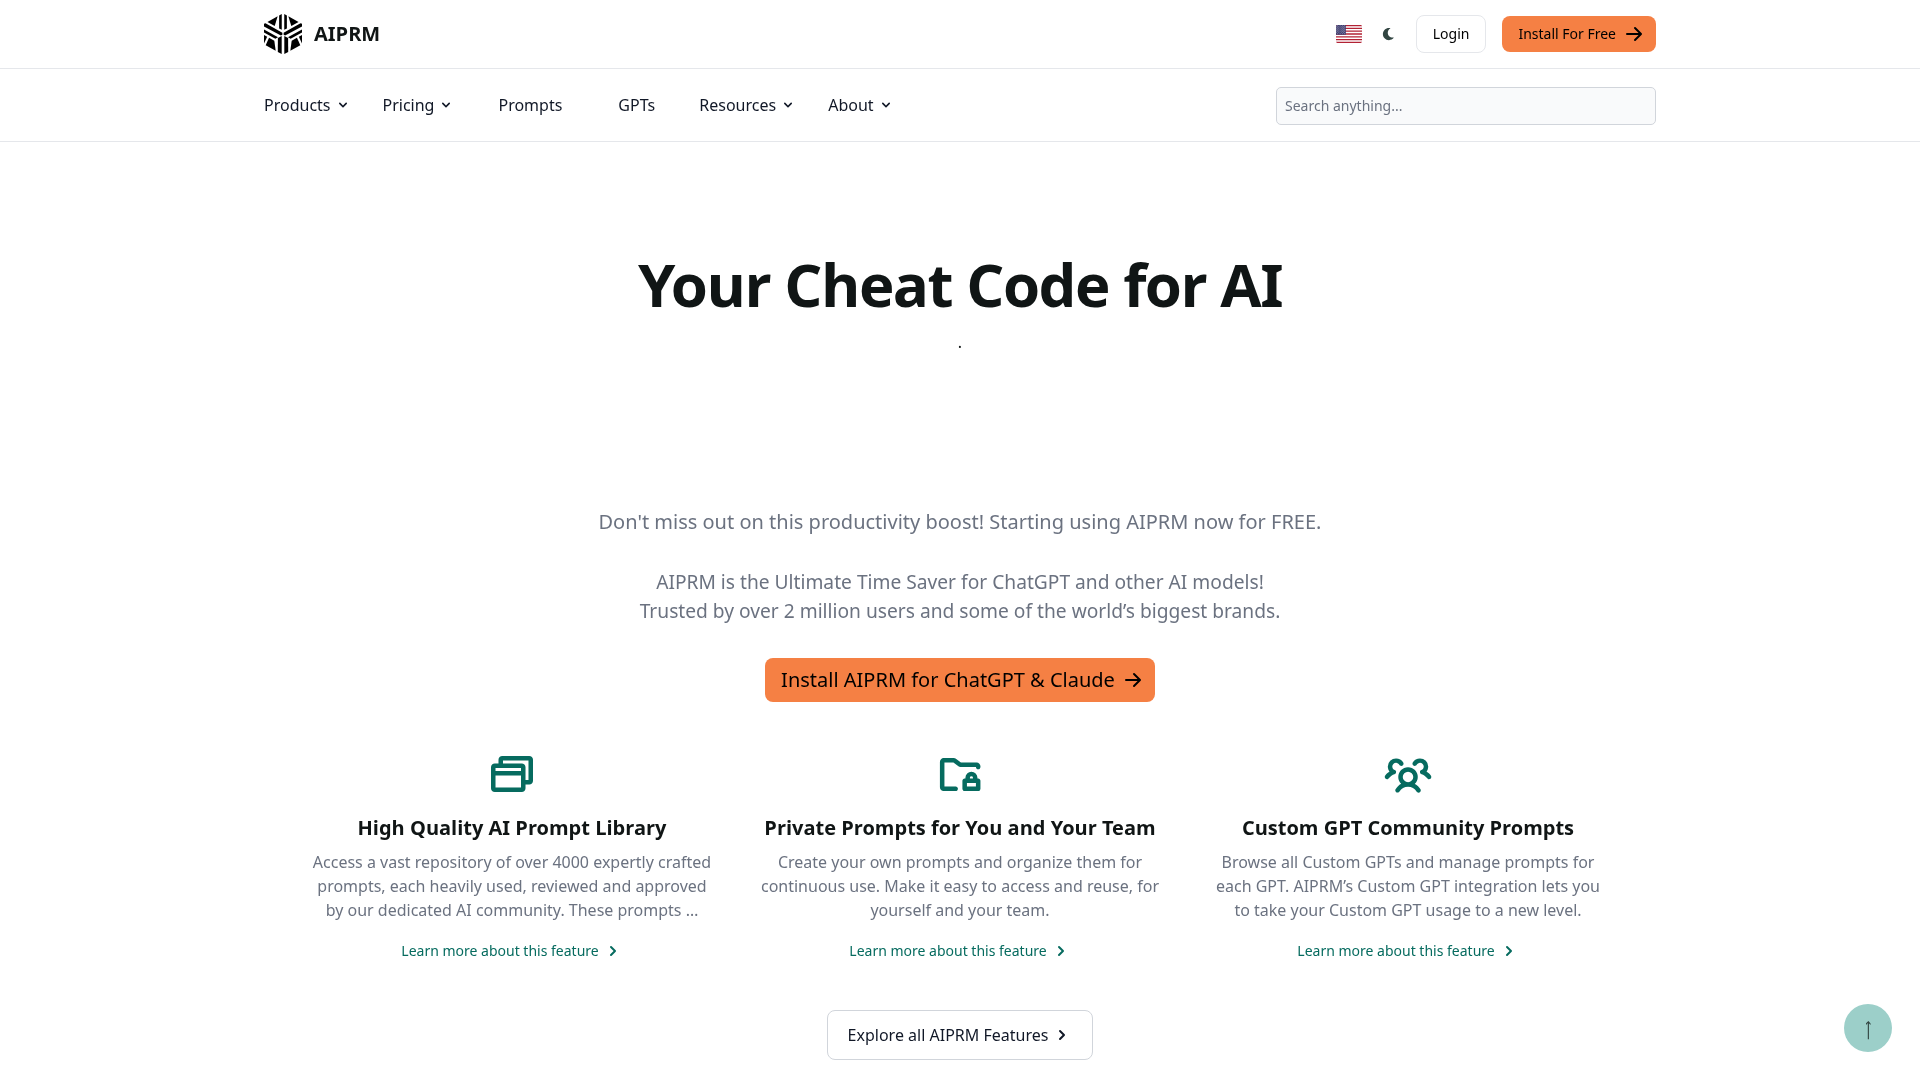 AIPRM
Login
Install For Free
Products
Pricing
Prompts
GPTs
Resources
About
Search anything...
Your Cheat Code for AI
.
Don't miss out on this productivity boost! Starting using AIPRM now for FREE.
AIPRM is the Ultimate Time Saver for ChatGPT and other AI models!
Trusted by over 2 million users and some of the world’s biggest brands.
Install AIPRM for ChatGPT & Claude
High Quality AI Prompt Library
Access a vast repository of over 4000 expertly crafted
prompts, each heavily used, reviewed and approved
by our dedicated AI community. These prompts ...
Learn more about this feature
Private Prompts for You and Your Team
Create your own prompts and organize them for
continuous use. Make it easy to access and reuse, for
yourself and your team.
Learn more about this feature
Custom GPT Community Prompts
Browse all Custom GPTs and manage prompts for
each GPT. AIPRM’s Custom GPT integration lets you
to take your Custom GPT usage to a new level.
Learn more about this feature
Explore all AIPRM Features